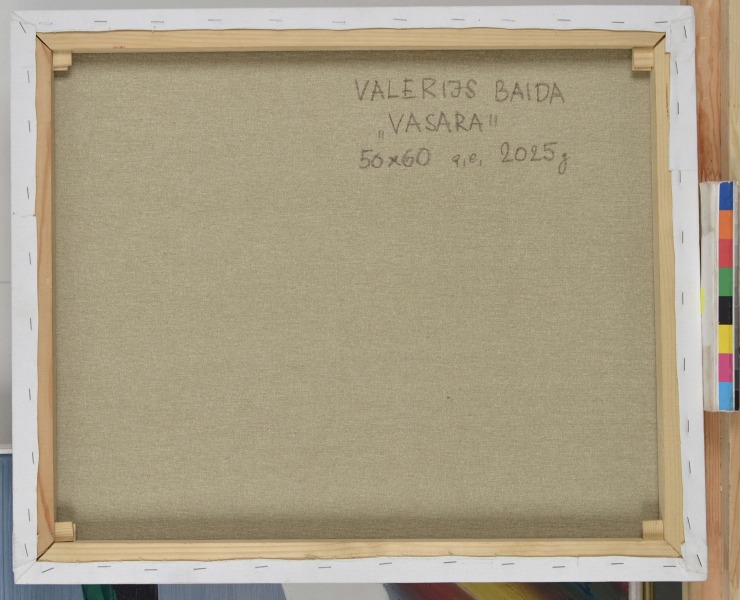 VALERIJS BAIDA
„VASARA"
50x60 a,e, 2025g